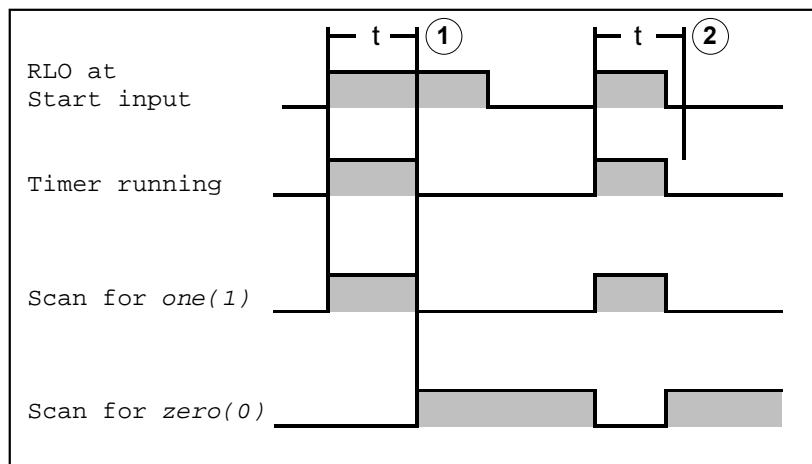 t 1 t 2
RLO at
Start input
Timer running
Scan for one(1)
Scan for zero(0)